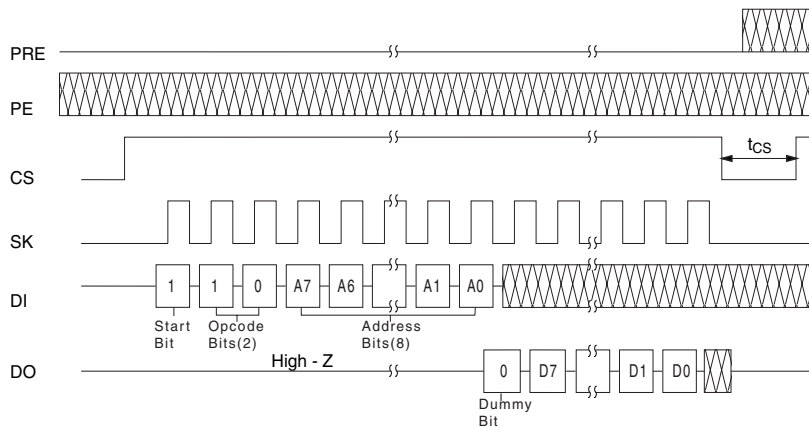 PRE
PE
CS
tCS
SK
DI
1 1 0 A7 A6 A1 A0
Start Bit
Opcode Bits(2)
Address Bits(8)
High - Z
DO
0 D7 D1 D0
Dummy Bit